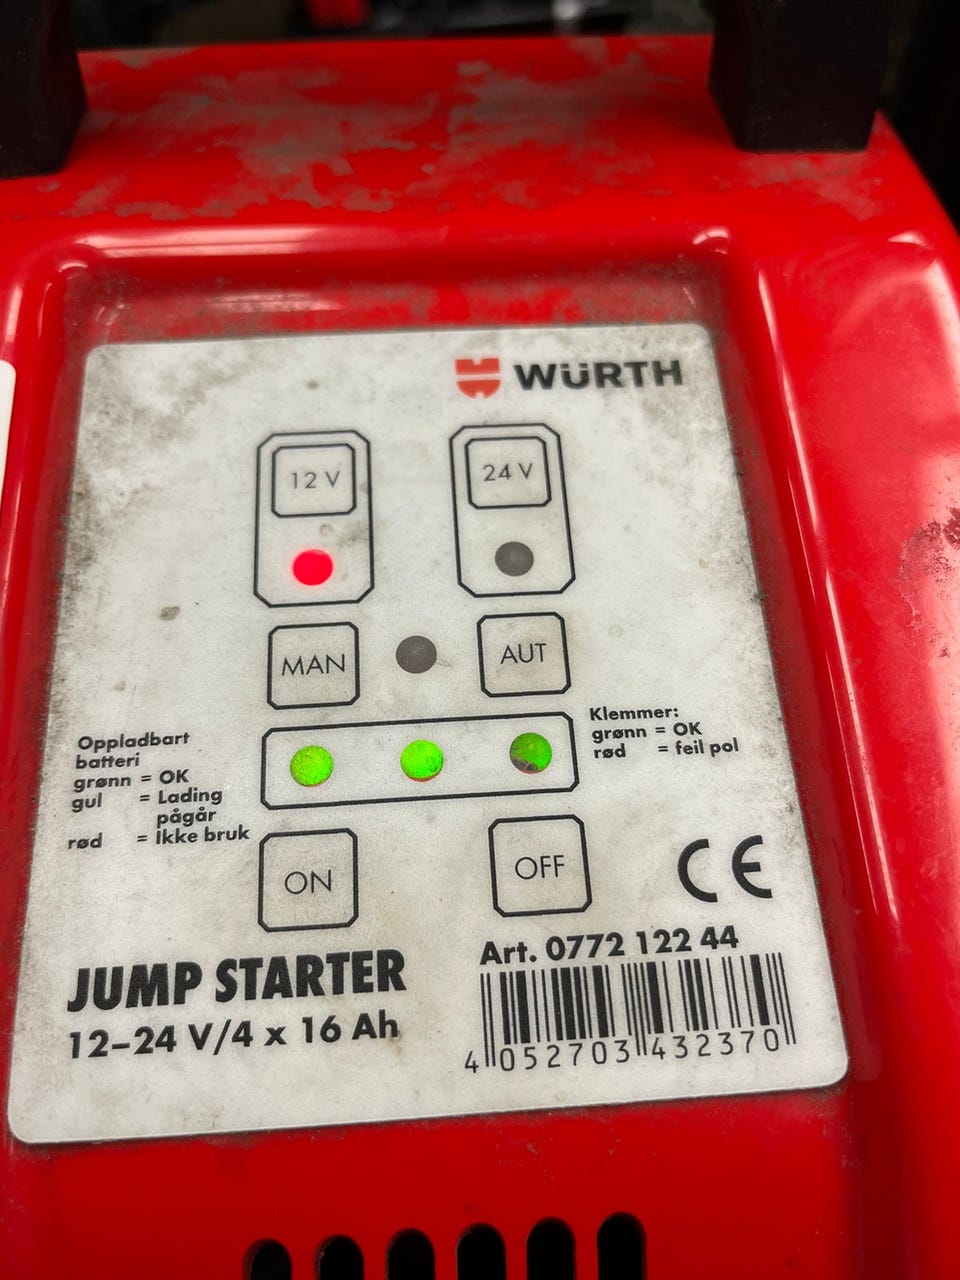 WÜRTH
12 V
24 V
MAN
AUT
Oppladbart
batteri
grønn = OK
gul = Lading
pågår
rød = Ikke bruk
Klemmer:
grønn = OK
rød = feil pol
ON
OFF
CE
JUMP STARTER
12–24 V/4 x 16 Ah
Art. 0772 122 44
4 052703 432370